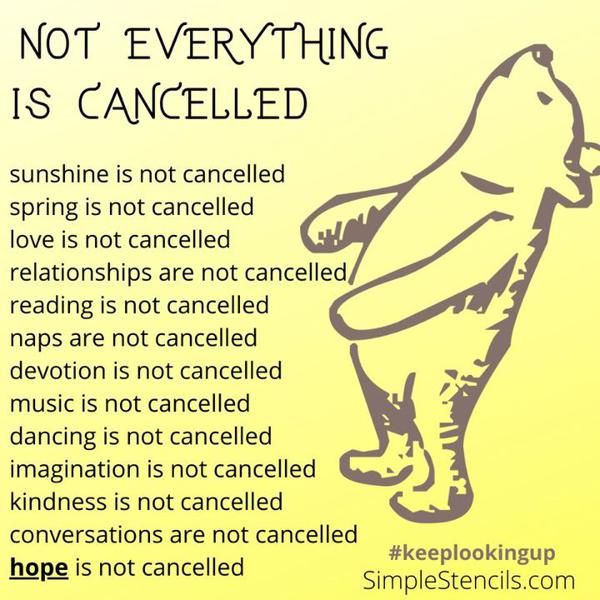 NOT EVERYTHING
IS CANCELLED
sunshine is not cancelled
spring is not cancelled
love is not cancelled
relationships are not cancelled
reading is not cancelled
naps are not cancelled
devotion is not cancelled
music is not cancelled
dancing is not cancelled
imagination is not cancelled
kindness is not cancelled
conversations are not cancelled
hope is not cancelled
#keeplookingup
SimpleStencils.com